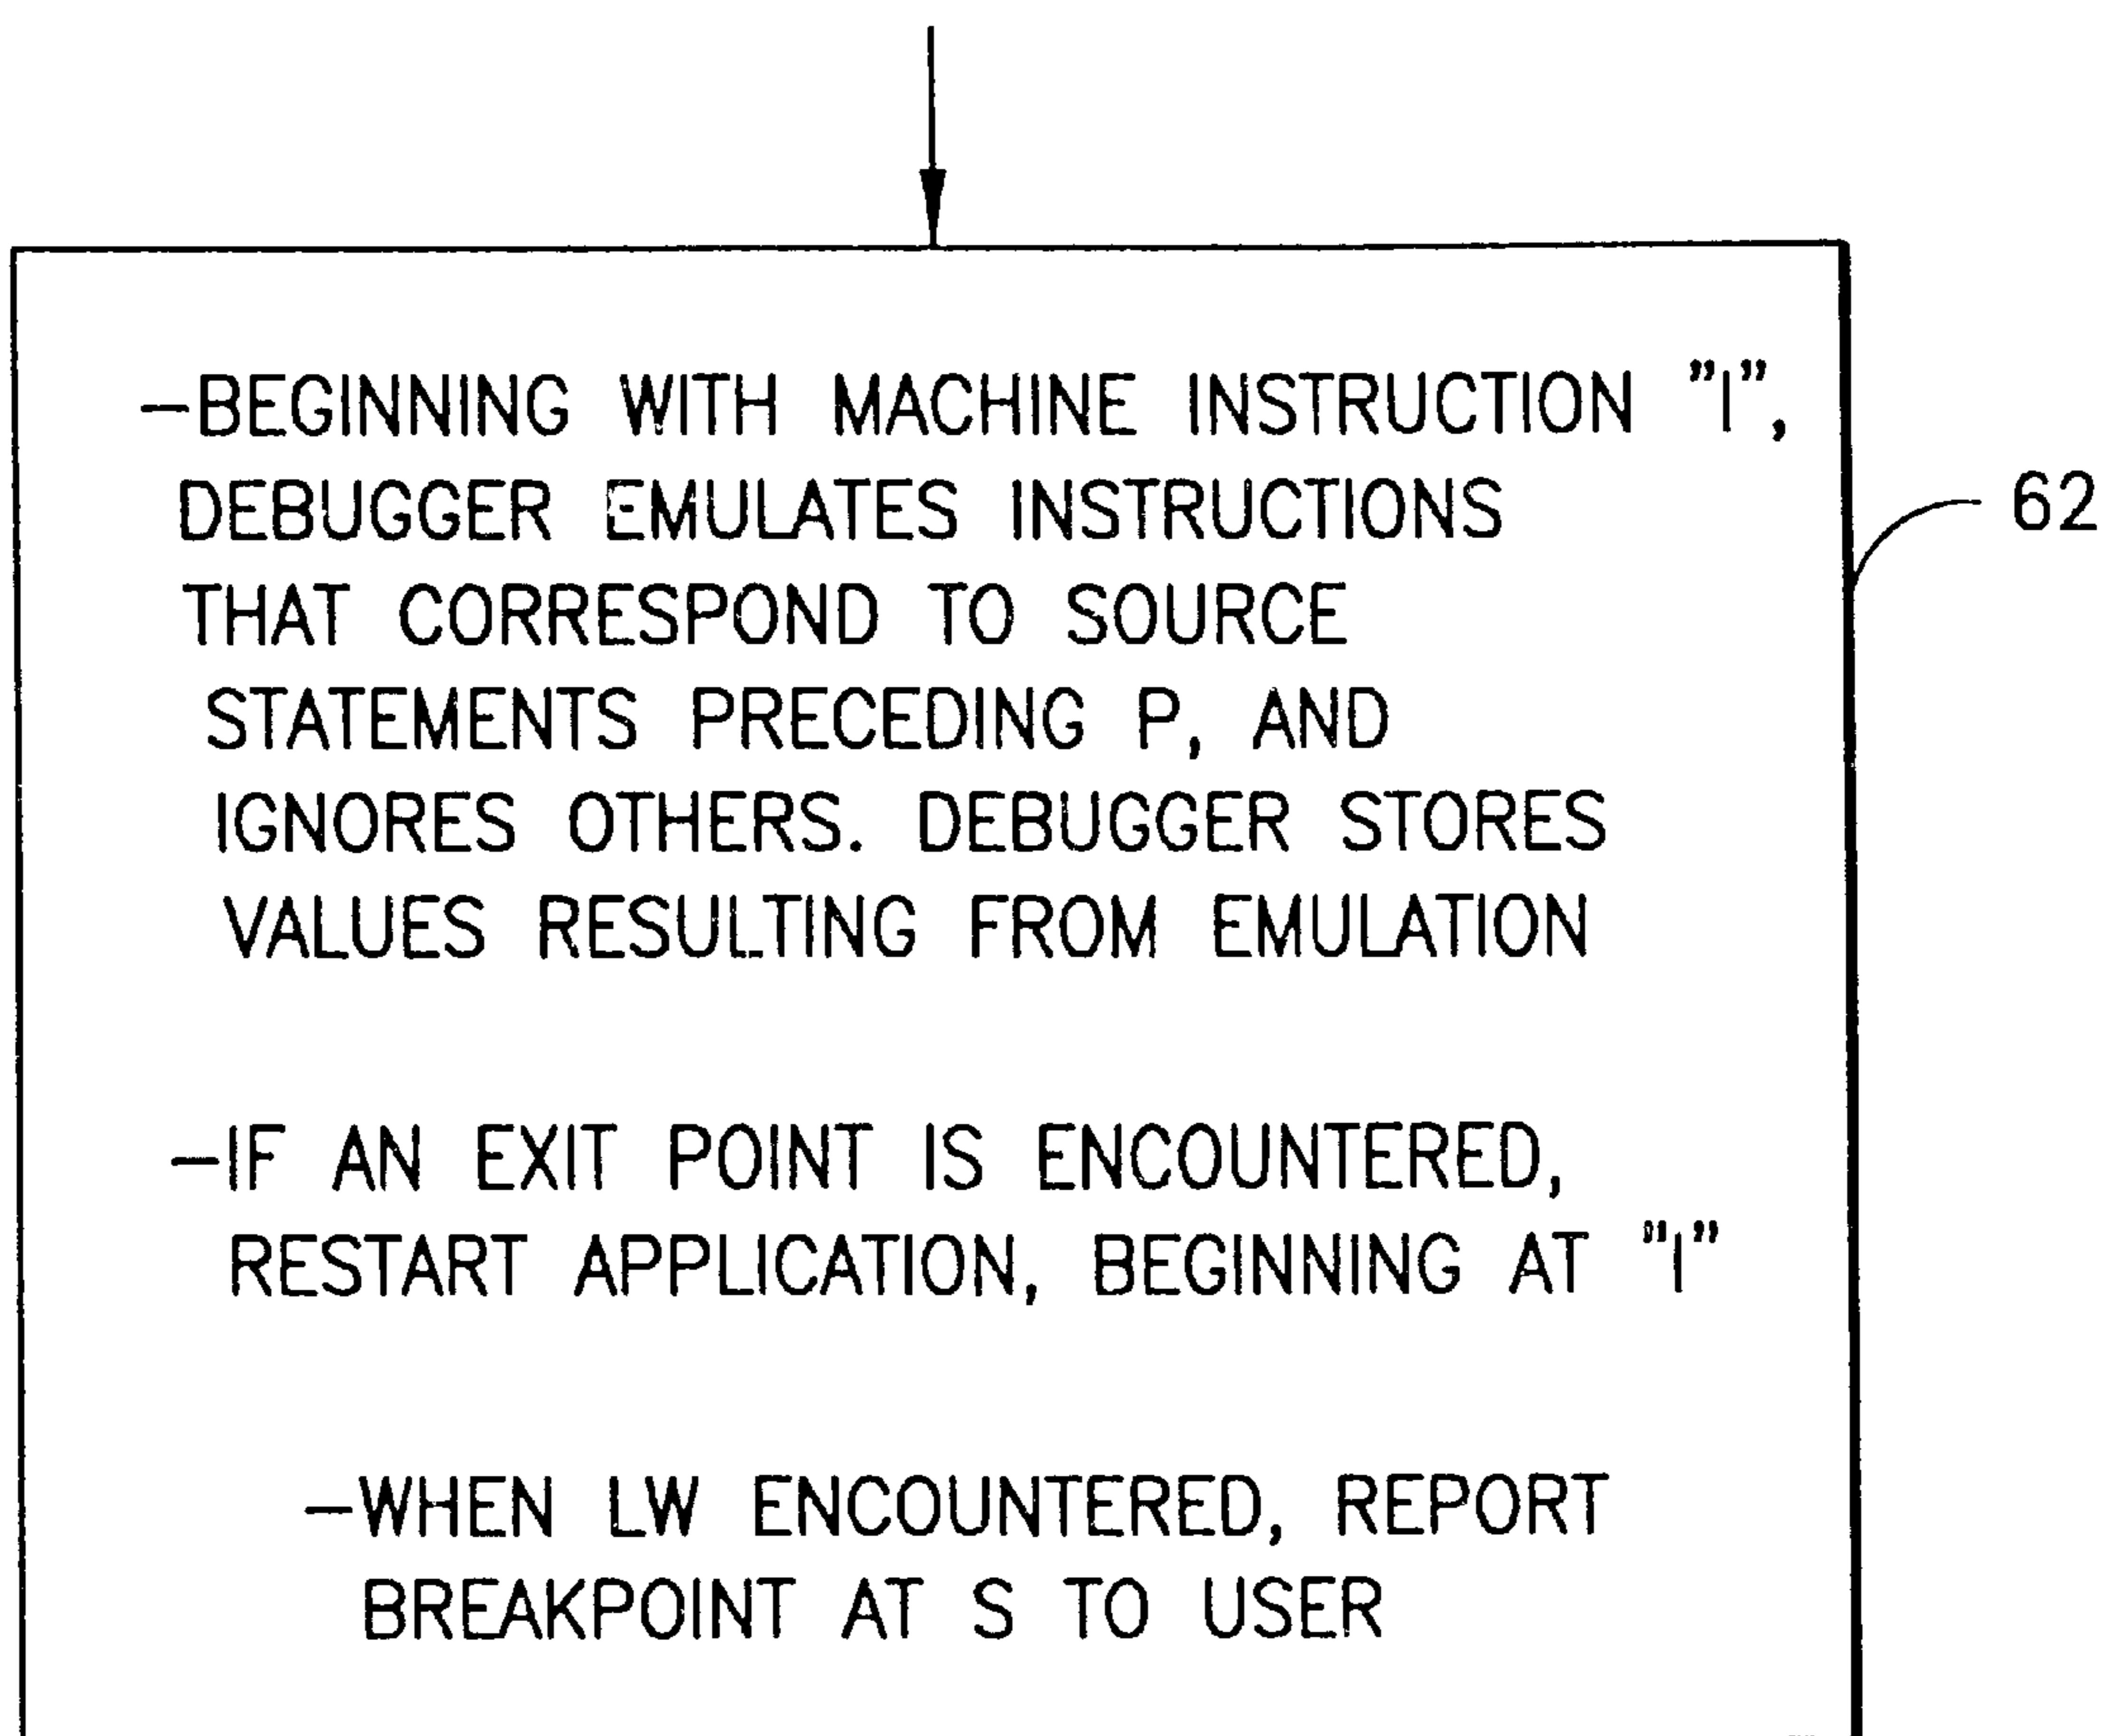 –BEGINNING WITH MACHINE INSTRUCTION "I",
DEBUGGER EMULATES INSTRUCTIONS
62
THAT CORRESPOND TO SOURCE
STATEMENTS PRECEDING P, AND
IGNORES OTHERS. DEBUGGER STORES
VALUES RESULTING FROM EMULATION
–IF AN EXIT POINT IS ENCOUNTERED,
RESTART APPLICATION, BEGINNING AT "I"
–WHEN LW ENCOUNTERED, REPORT
BREAKPOINT AT S TO USER